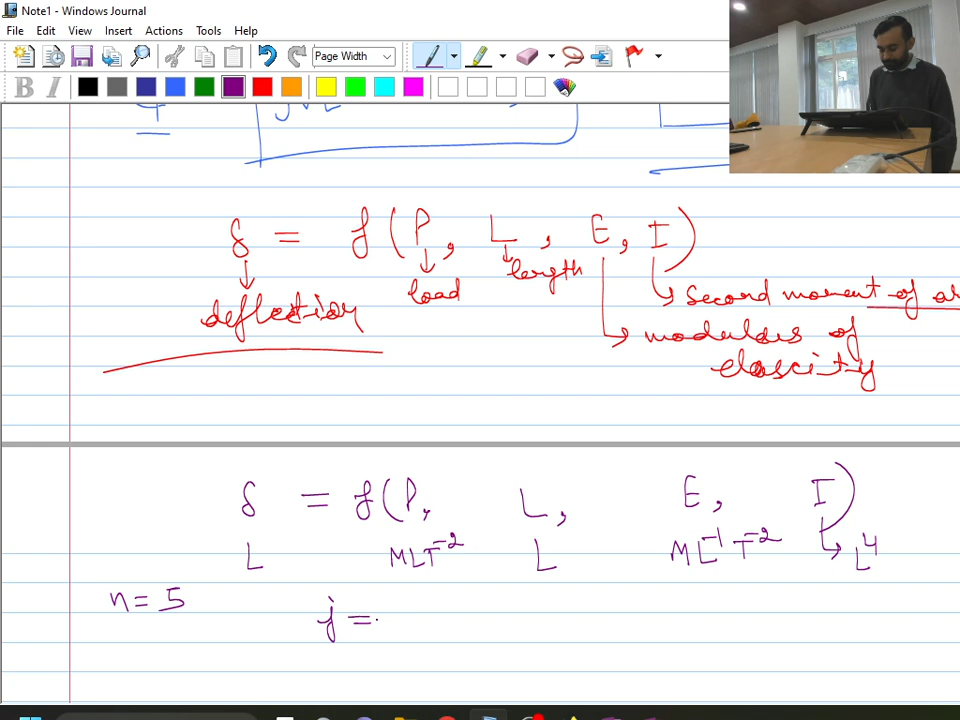 Note1 - Windows Journal
File Edit View Insert Actions Tools Help
Page Width
B I
δ = f(P, L, E, I)
deflection
load
length
second moment of
modulus of
elascity
δ = f(P, L, E, I)
L MLT⁻² L ML⁻¹T⁻² L⁴
n = 5
j =